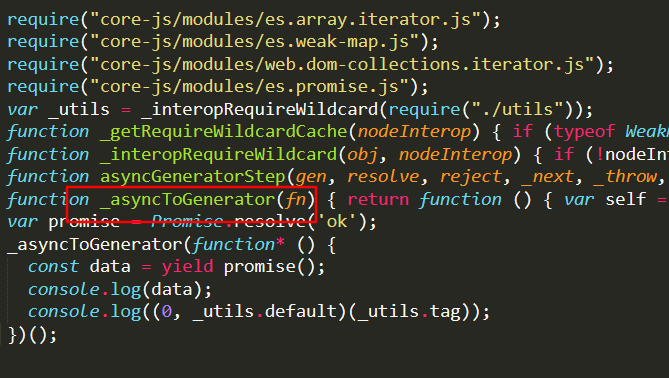 require("core-js/modules/es.array.iterator.js");
require("core-js/modules/es.weak-map.js");
require("core-js/modules/web.dom-collections.iterator.js");
require("core-js/modules/es.promise.js");
var _utils = _interopRequireWildcard(require("./utils"));
function _getRequireWildcardCache(nodeInterop) { if (typeof Weak
function _interopRequireWildcard(obj, nodeInterop) { if (!nodeInt
function asyncGeneratorStep(gen, resolve, reject, _next, _throw,
function _asyncToGenerator(fn) { return function () { var self =
var promise = Promise.resolve('ok');
_asyncToGenerator(function* () {
  const data = yield promise();
  console.log(data);
  console.log((0, _utils.default)(_utils.tag));
})();